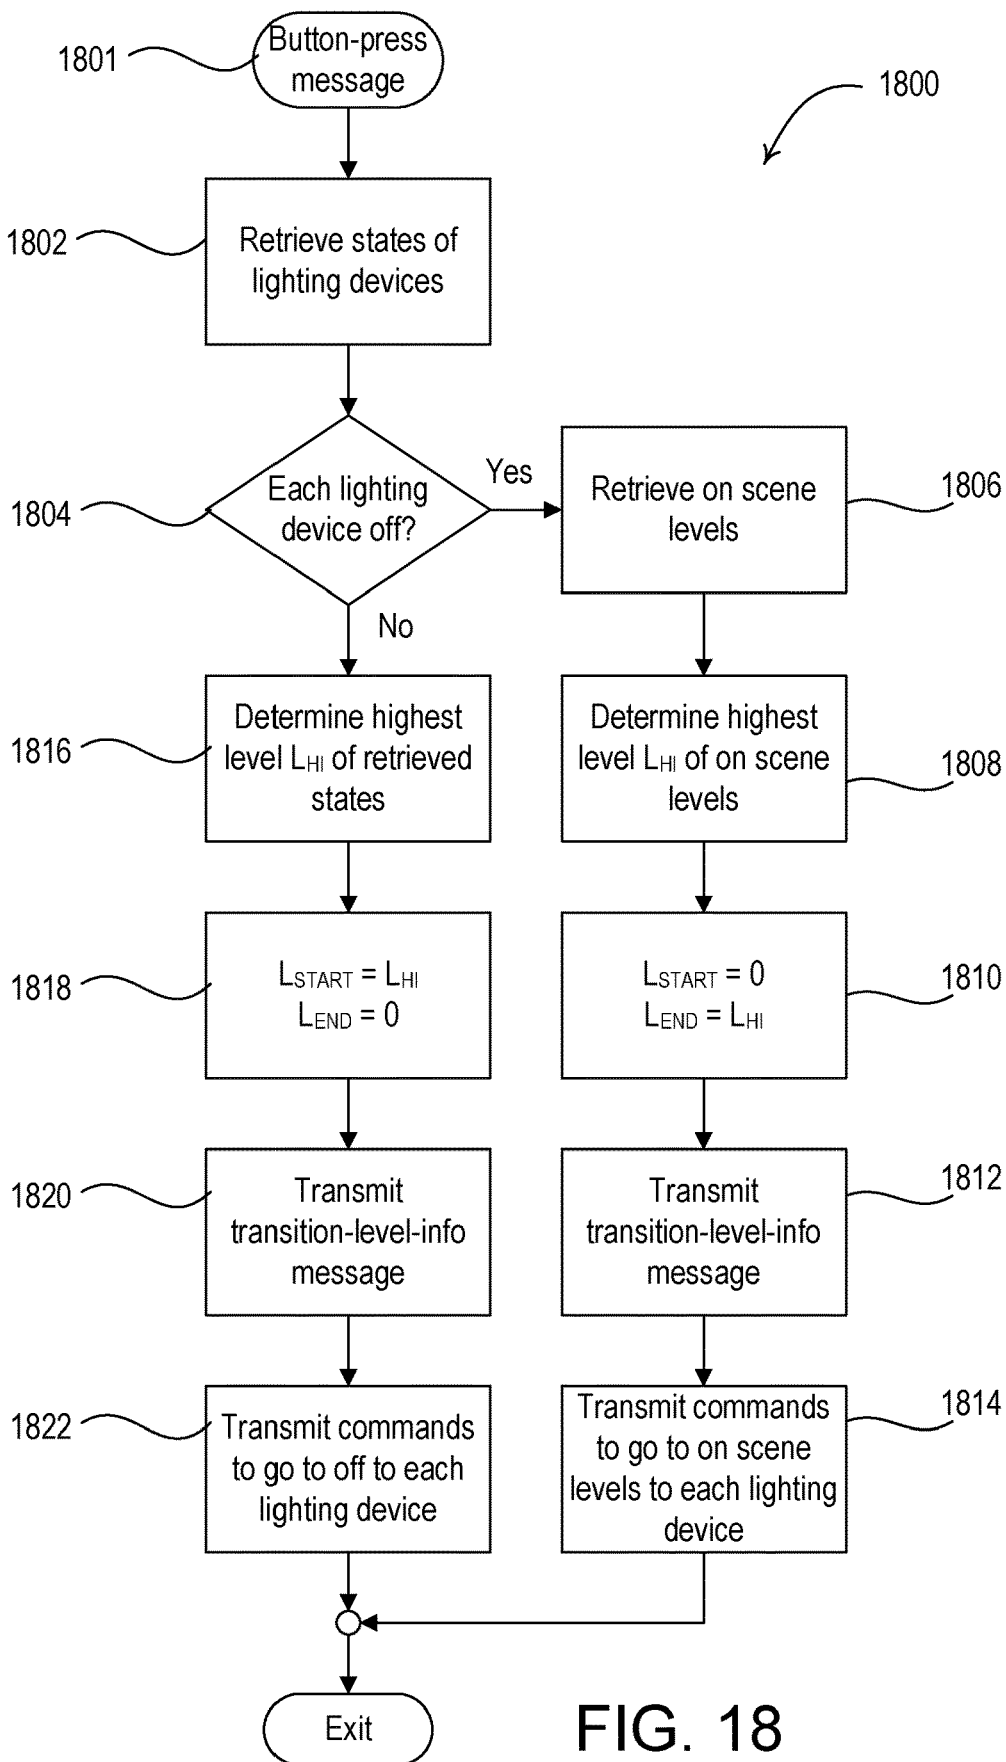 1801
Button-press
message
1800
1802
Retrieve states of
lighting devices
1804
Each lighting
device off?
Yes
No
Retrieve on scene
levels
1806
1816
Determine highest
level LHI of retrieved
states
Determine highest
level LHI of on scene
levels
1808
1818
LSTART = LHI
LEND = 0
LSTART = 0
LEND = LHI
1810
1820
Transmit
transition-level-info
message
Transmit
transition-level-info
message
1812
1822
Transmit commands
to go to off to each
lighting device
Transmit commands
to go to on scene
levels to each lighting
device
1814
Exit
FIG. 18